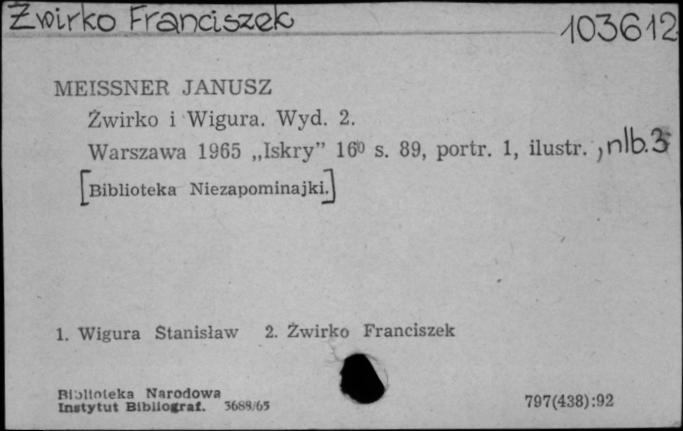 Żwirko Franciszek
103612
MEISSNER JANUSZ
Żwirko i Wigura. Wyd. 2.
Warszawa 1965 „Iskry” 16⁰ s. 89, portr. 1, ilustr. , nlb. 3
[Biblioteka Niezapominajki.]
1. Wigura Stanisław 2. Żwirko Franciszek
Biblioteka Narodowa
Instytut Bibliograf. 3688/65
797(438):92